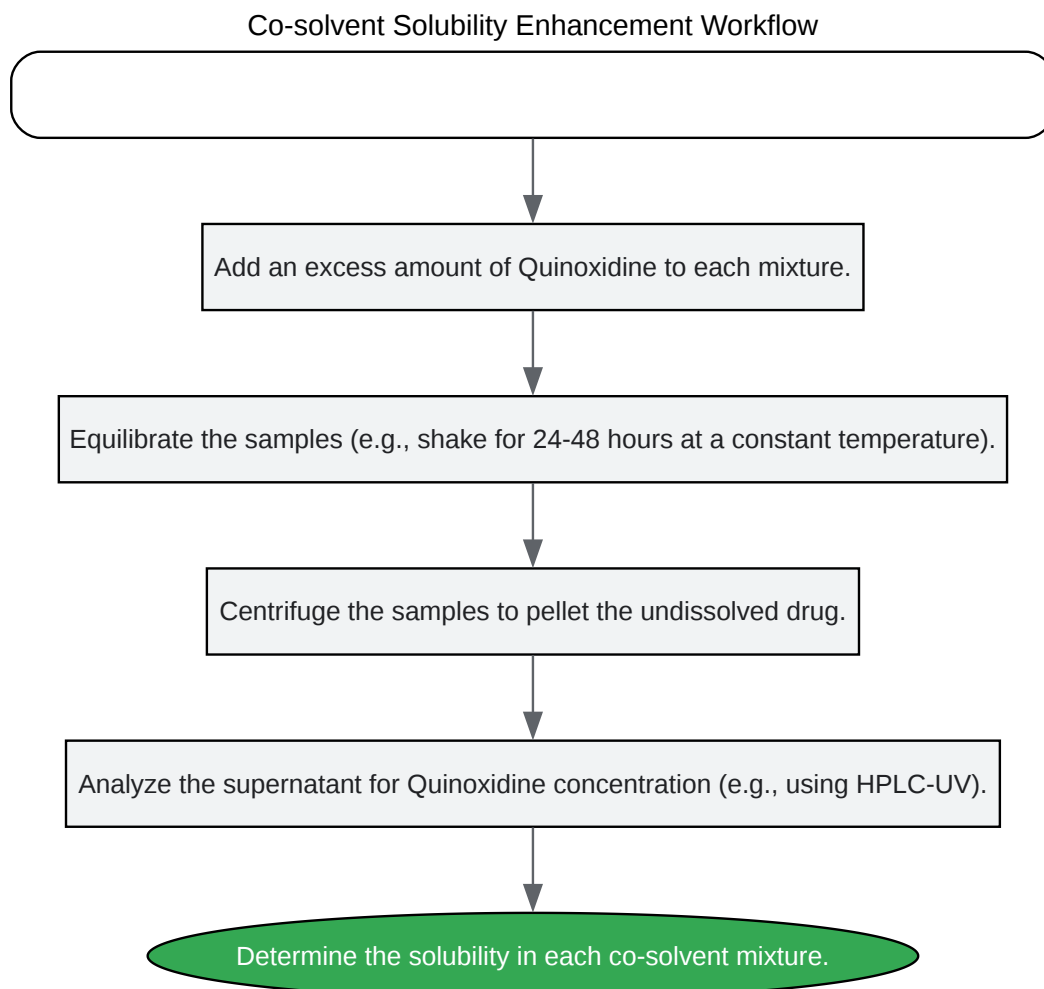 Co-solvent Solubility Enhancement Workflow
Add an excess amount of Quinoxidine to each mixture.
Equilibrate the samples (e.g., shake for 24-48 hours at a constant temperature).
Centrifuge the samples to pellet the undissolved drug.
Analyze the supernatant for Quinoxidine concentration (e.g., using HPLC-UV).
Determine the solubility in each co-solvent mixture.